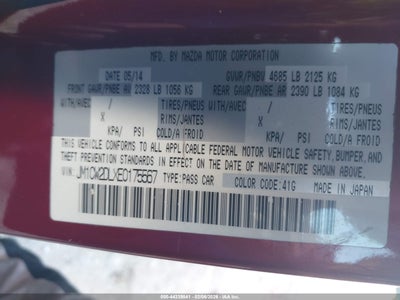 MFD. BY MAZDA MOTOR CORPORATION
DATE 05/14 GVWR/PNBV 4685 LB 2125 KG
FRONT GAWR/PNBE AV 2328 LB 1056 KG REAR GAWR/PNBE AR 2390 LB 1084 KG
WITH/AVEC TIRES/PNEUS WITH/AVEC TIRES/PNEUS
X RIMS/JANTES X RIMS/JANTES
KPA/ PSI COLD/A FROID KPA/ PSI COLD/A FROID
THIS VEHICLE CONFORMS TO ALL APPLICABLE FEDERAL MOTOR VEHICLE SAFETY, BUMPER, AND
THEFT PREVENTION STANDARDS IN EFFECT ON THE DATE OF MANUFACTURE SHOWN ABOVE.
VIN: JM1CW2DLXE0175567 TYPE: PASS CAR COLOR CODE: 41G MADE IN JAPAN